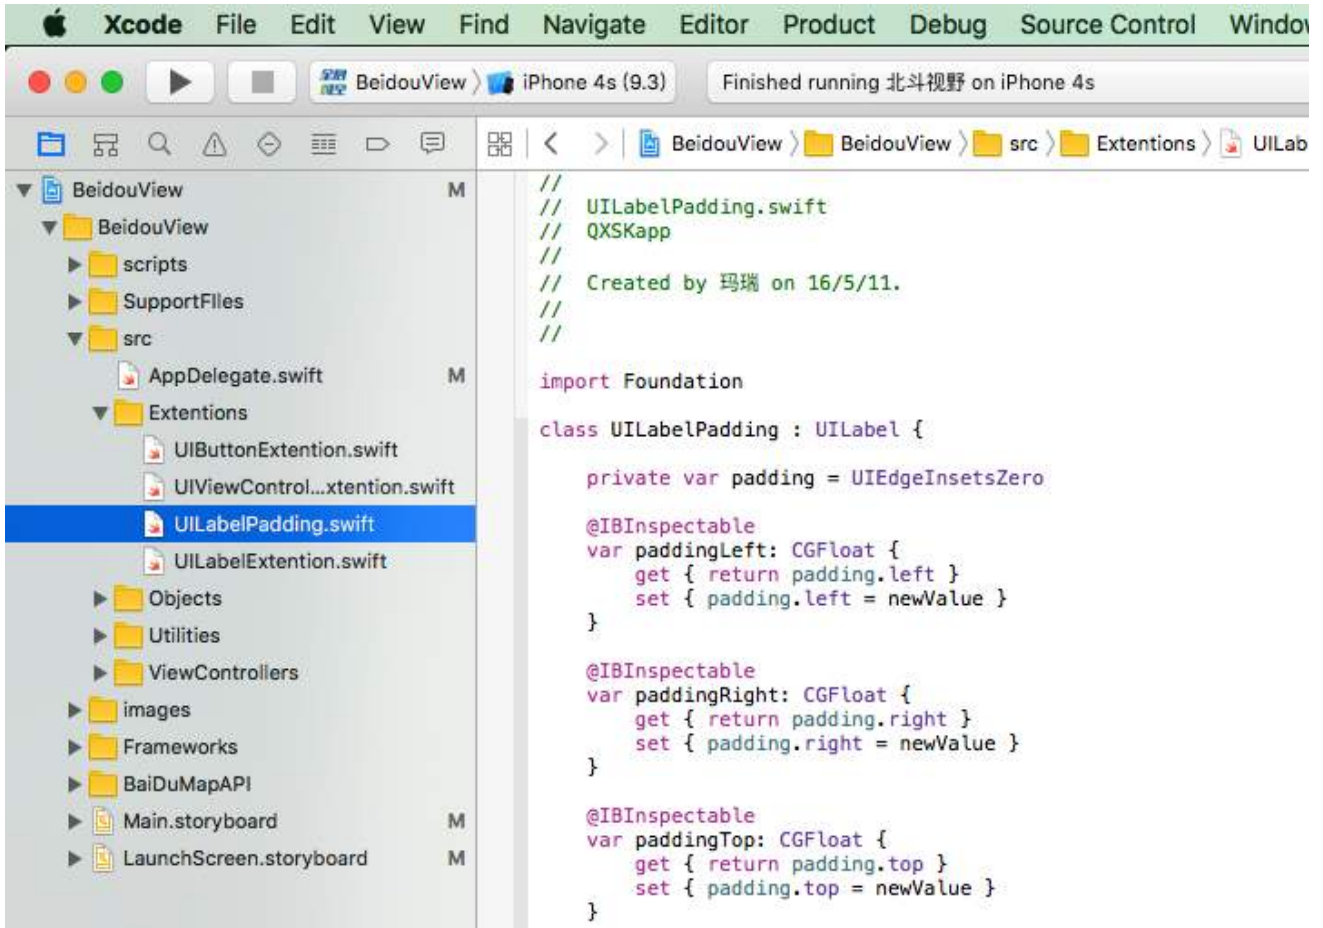 Xcode File Edit View Find Navigate Editor Product Debug Source Control Window
BeidouView iPhone 4s (9.3) Finished running 北斗视野 on iPhone 4s
BeidouView BeidouView src Extentions UILab
BeidouView M
BeidouView
scripts
SupportFIles
src
AppDelegate.swift M
Extentions
UIButtonExtention.swift
UIViewControl...xtention.swift
UILabelPadding.swift
UILabelExtention.swift
Objects
Utilities
ViewControllers
images
Frameworks
BaiDuMapAPI
Main.storyboard M
LaunchScreen.storyboard M
//
// UILabelPadding.swift
// QXSKapp
//
// Created by 玛瑞 on 16/5/11.
//
//
import Foundation
class UILabelPadding : UILabel {
private var padding = UIEdgeInsetsZero
@IBInspectable
var paddingLeft: CGFloat {
get { return padding.left }
set { padding.left = newValue }
}
@IBInspectable
var paddingRight: CGFloat {
get { return padding.right }
set { padding.right = newValue }
}
@IBInspectable
var paddingTop: CGFloat {
get { return padding.top }
set { padding.top = newValue }
}